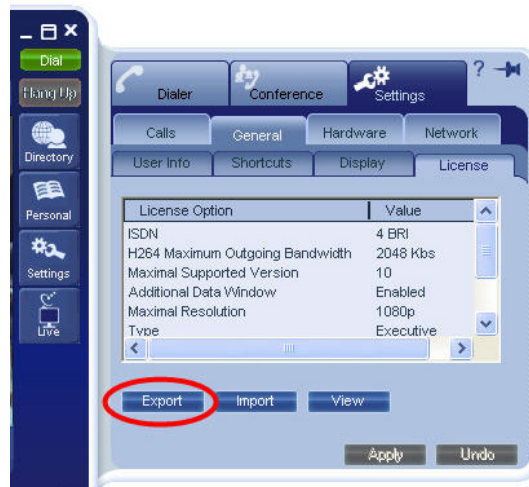 Dial
Hang Up
Directory
Personal
Settings
Live
?
Dialer
Conference
Settings
Calls
General
Hardware
Network
User Info
Shortcuts
Display
License
License Option Value
ISDN 4 BRI
H264 Maximum Outgoing Bandwidth 2048 Kbs
Maximal Supported Version 10
Additional Data Window Enabled
Maximal Resolution 1080p
Type Executive
Export
Import
View
Apply
Undo